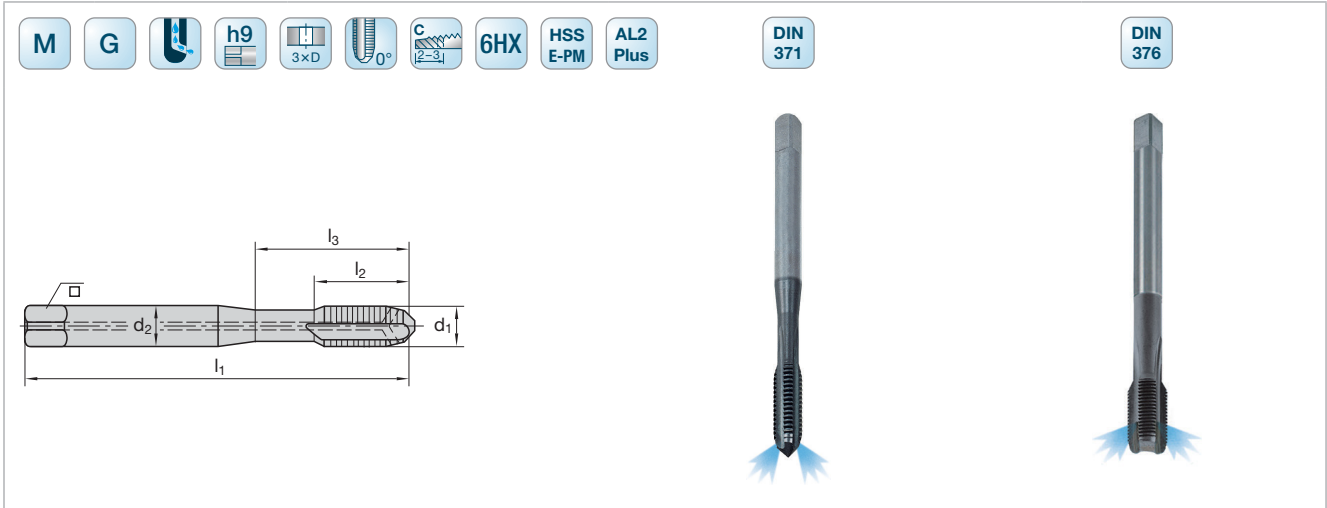 M
G
h9
3×D
0°
C
2–3
6HX
HSS
E-PM
AL2
Plus
DIN
371
DIN
376
l3
l2
d2
d1
l1